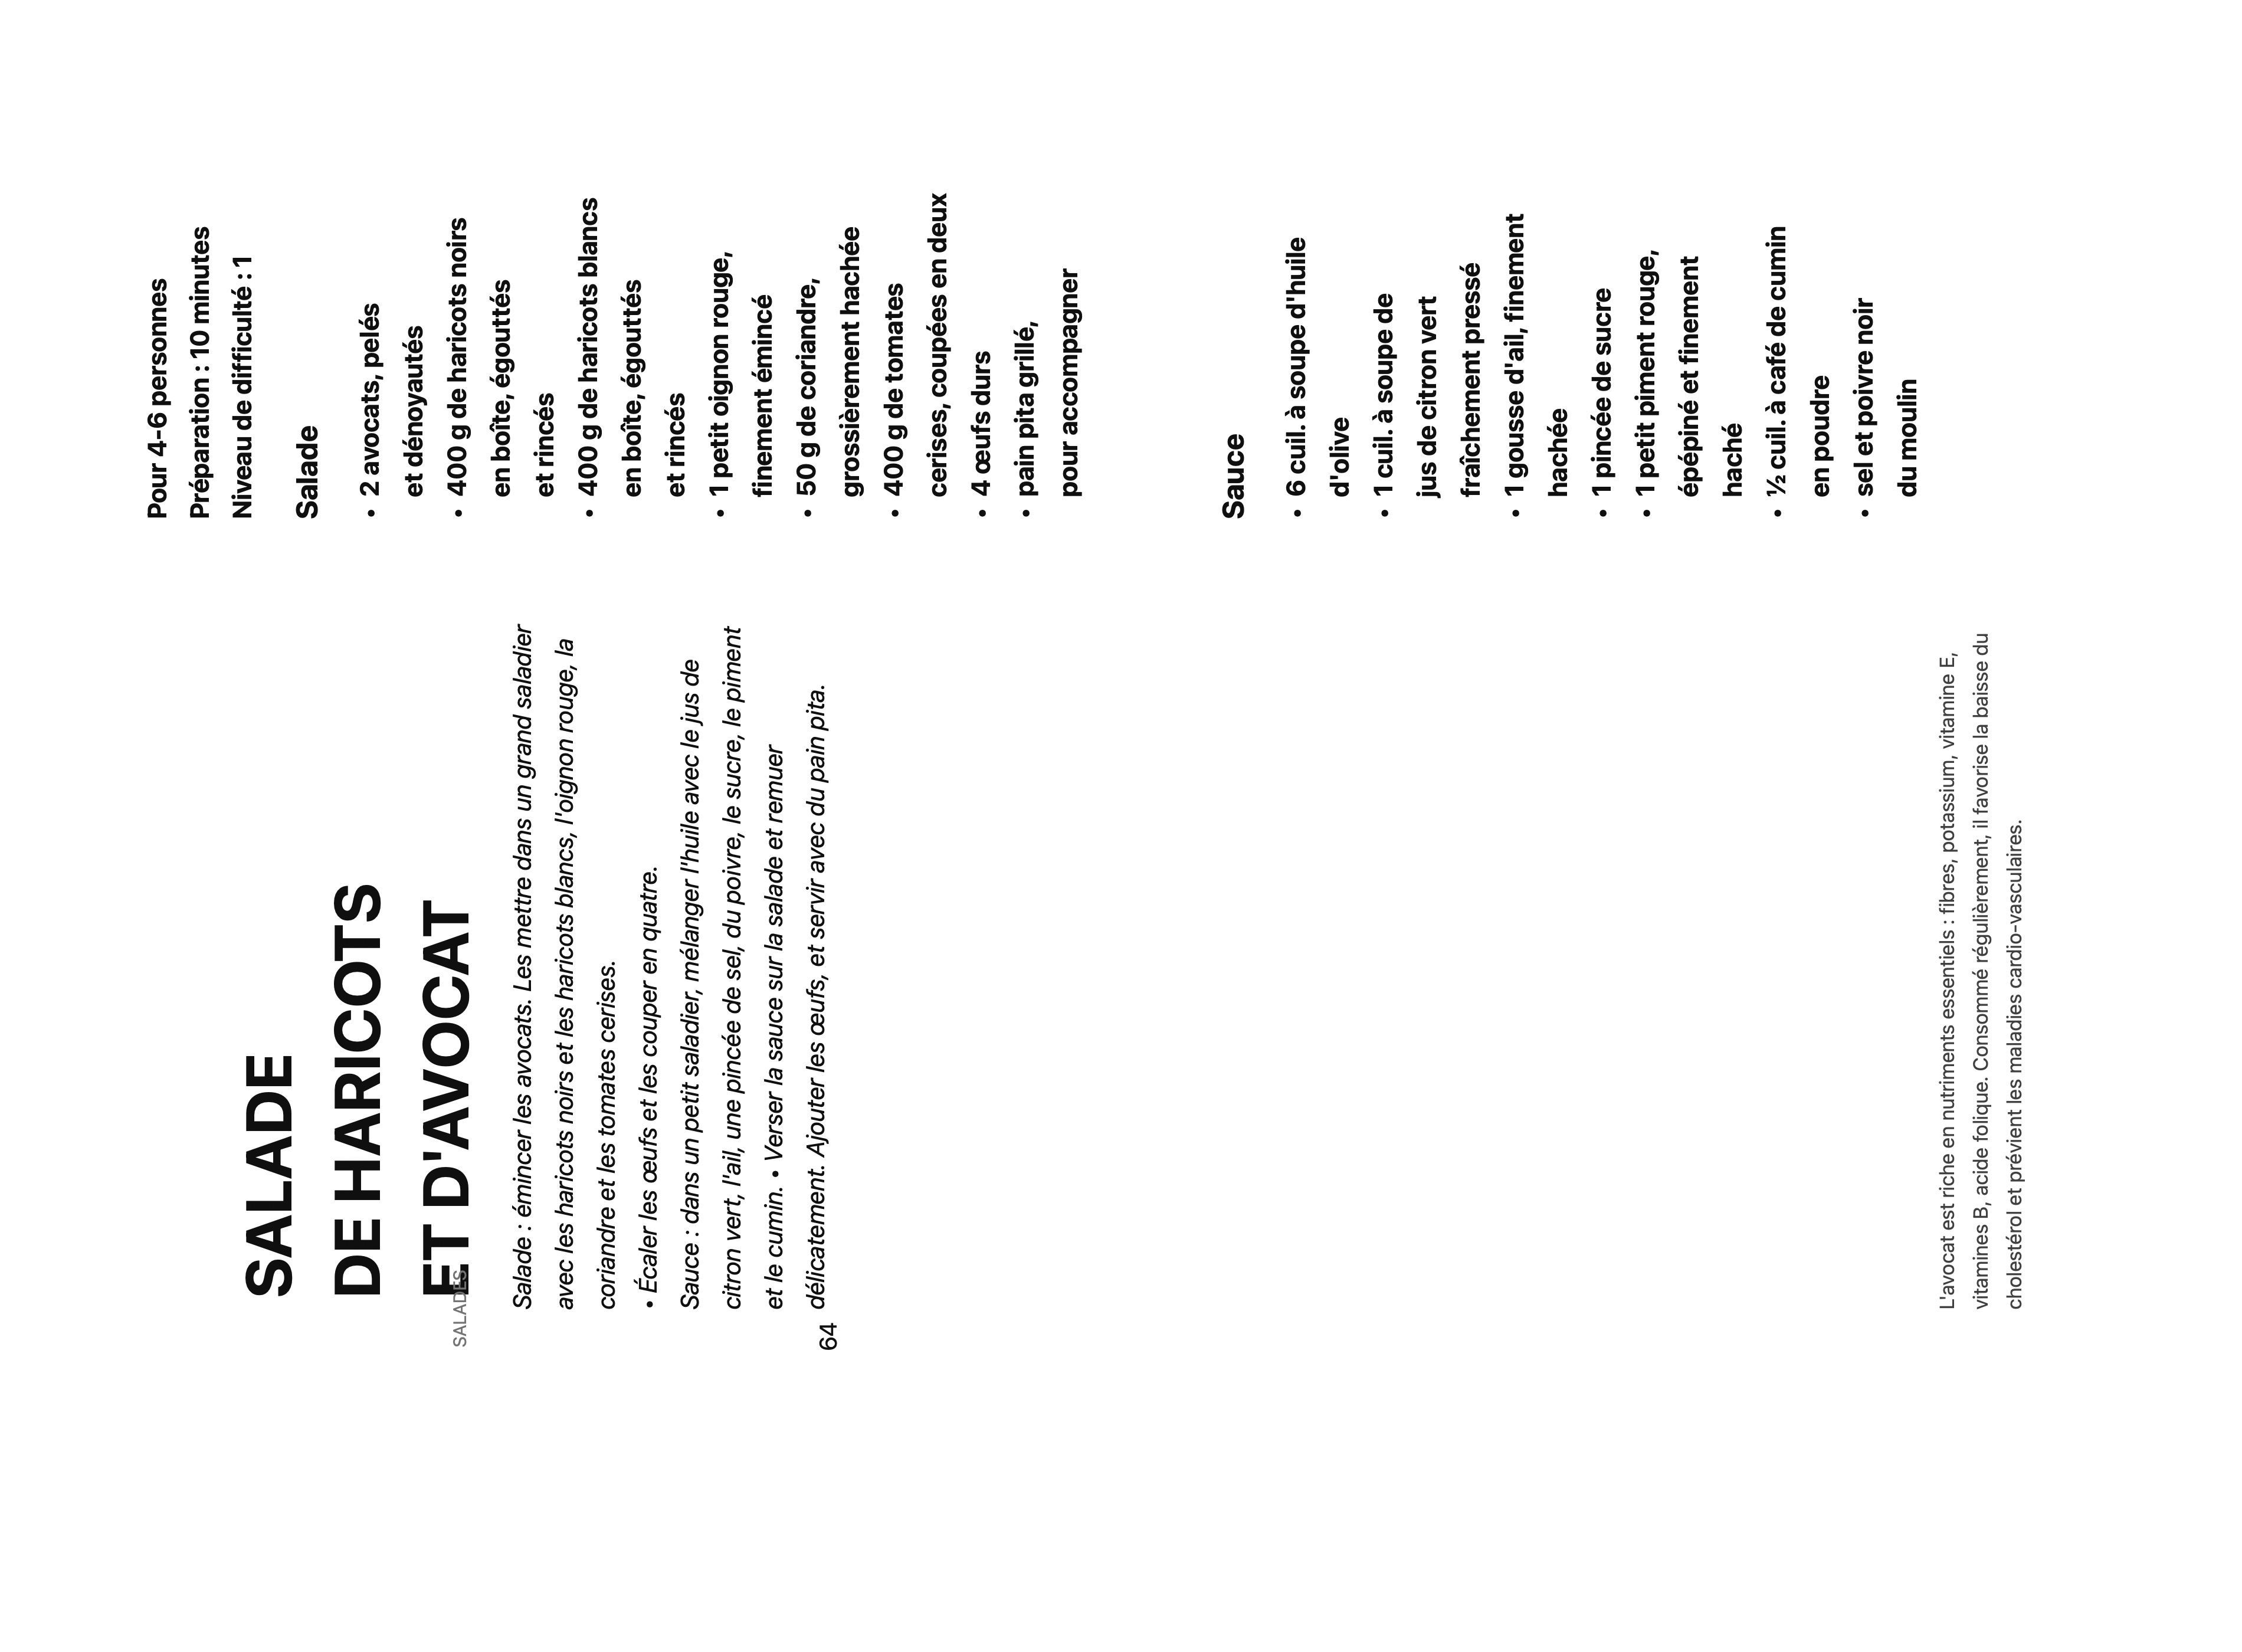 SALADE
DE HARICOTS
ET D'AVOCAT
SALADES
Salade : émincer les avocats. Les mettre dans un grand saladier
avec les haricots noirs et les haricots blancs, l'oignon rouge, la
coriandre et les tomates cerises.
• Écaler les œufs et les couper en quatre.
Sauce : dans un petit saladier, mélanger l'huile avec le jus de
citron vert, l'ail, une pincée de sel, du poivre, le sucre, le piment
et le cumin. • Verser la sauce sur la salade et remuer
délicatement. Ajouter les œufs, et servir avec du pain pita.
64
L'avocat est riche en nutriments essentiels : fibres, potassium, vitamine E,
vitamines B, acide folique. Consommé régulièrement, il favorise la baisse du
cholestérol et prévient les maladies cardio-vasculaires.
Pour 4-6 personnes
Préparation : 10 minutes
Niveau de difficulté : 1
Salade
• 2 avocats, pelés
et dénoyautés
• 400 g de haricots noirs
en boîte, égouttés
et rincés
• 400 g de haricots blancs
en boîte, égouttés
et rincés
• 1 petit oignon rouge,
finement émincé
• 50 g de coriandre,
grossièrement hachée
• 400 g de tomates
cerises, coupées en deux
• 4 œufs durs
• pain pita grillé,
pour accompagner
Sauce
• 6 cuil. à soupe d'huile
d'olive
• 1 cuil. à soupe de
jus de citron vert
fraîchement pressé
• 1 gousse d'ail, finement
hachée
• 1 pincée de sucre
• 1 petit piment rouge,
épépiné et finement
haché
• ½ cuil. à café de cumin
en poudre
• sel et poivre noir
du moulin